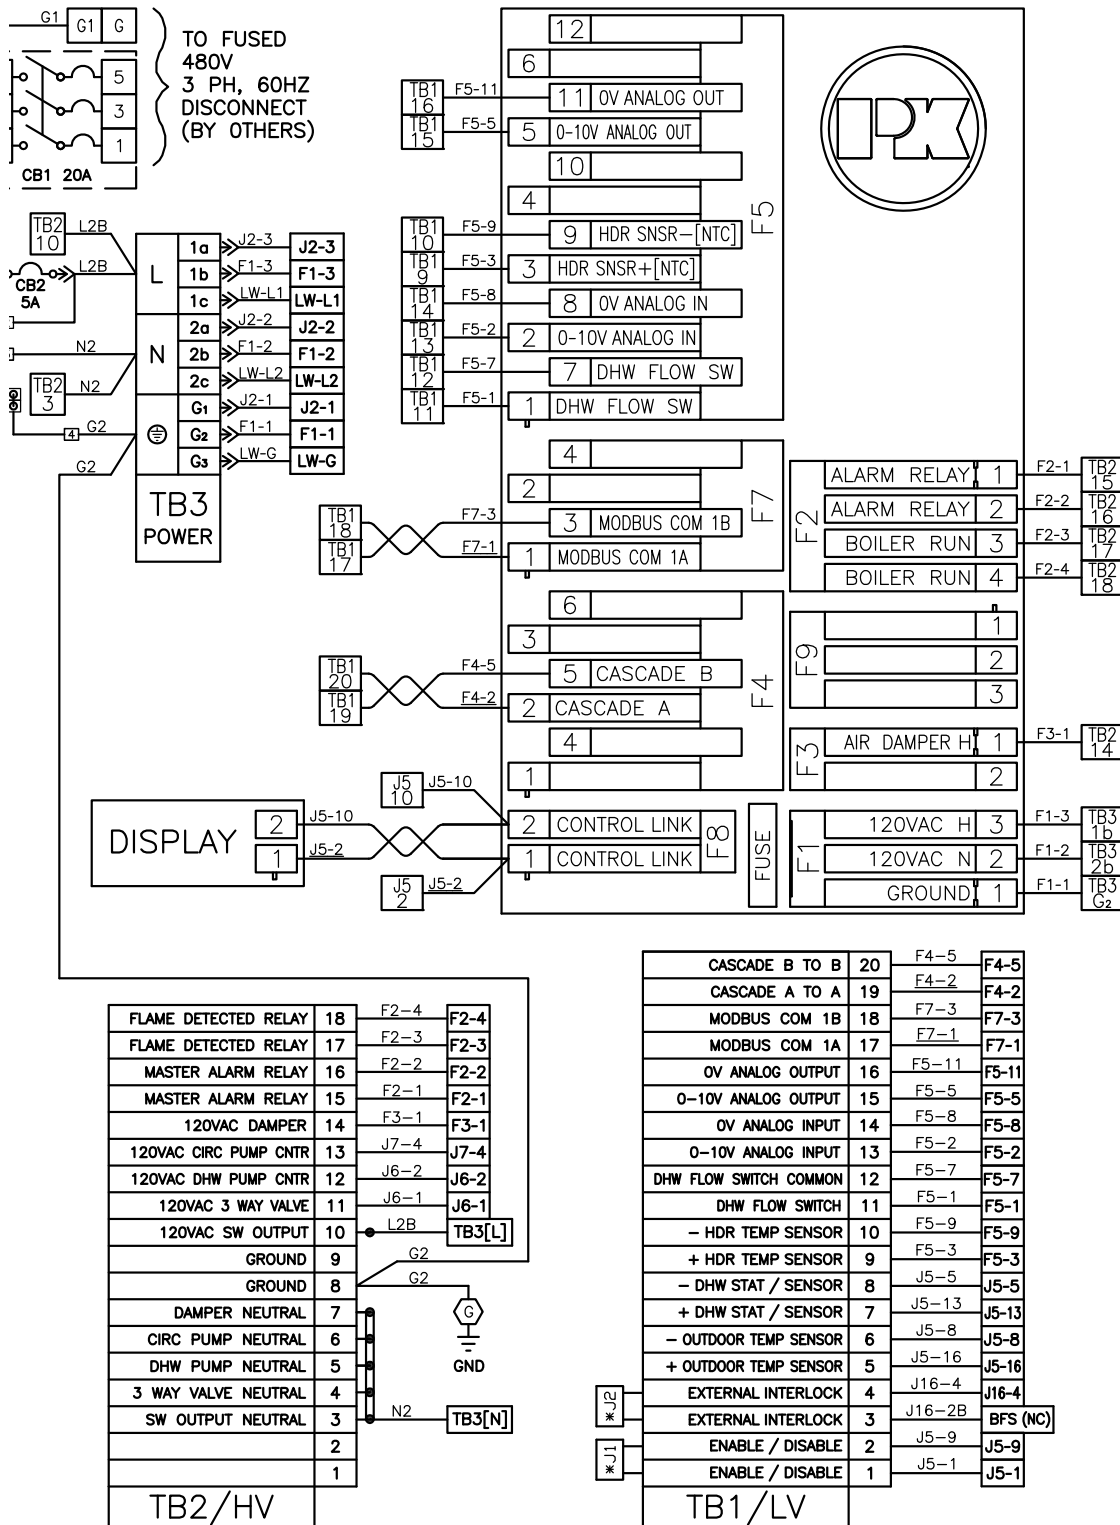 G1 G1 G
5
3
1
CB1 20A
TO FUSED
480V
3 PH, 60HZ
DISCONNECT
(BY OTHERS)
TB2
10
L2B
CB2
5A
L2B
N2
TB2
3
N2
4
G2
G2
L
N
1a J2-3 J2-3
1b F1-3 F1-3
1c LW-L1 LW-L1
2a J2-2 J2-2
2b F1-2 F1-2
2c LW-L2 LW-L2
G1 J2-1 J2-1
G2 F1-1 F1-1
G3 LW-G LW-G
TB3
POWER
PK
12
6
TB1 16 F5-11 11 0V ANALOG OUT
TB1 15 F5-5 5 0-10V ANALOG OUT
10
4
TB1 10 F5-9 9 HDR SNSR-[NTC]
TB1 9 F5-3 3 HDR SNSR+[NTC]
TB1 14 F5-8 8 0V ANALOG IN
TB1 13 F5-2 2 0-10V ANALOG IN
TB1 12 F5-7 7 DHW FLOW SW
TB1 11 F5-1 1 DHW FLOW SW
F5
4
2
TB1 18 F7-3 3 MODBUS COM 1B
TB1 17 F7-1 1 MODBUS COM 1A
F7
6
3
TB1 20 F4-5 5 CASCADE B
TB1 19 F4-2 2 CASCADE A
4
1
F4
J5 10 J5-10
DISPLAY
2 J5-10 2 CONTROL LINK
1 J5-2 1 CONTROL LINK
J5 2 J5-2
F8
FUSE
F2
ALARM RELAY 1 F2-1 TB2 15
ALARM RELAY 2 F2-2 TB2 16
BOILER RUN 3 F2-3 TB2 17
BOILER RUN 4 F2-4 TB2 18
F9
1
2
3
F3
AIR DAMPER H 1 F3-1 TB2 14
2
F1
120VAC H 3 F1-3 TB3 1b
120VAC N 2 F1-2 TB3 2b
GROUND 1 F1-1 TB3 G2
FLAME DETECTED RELAY 18 F2-4 F2-4
FLAME DETECTED RELAY 17 F2-3 F2-3
MASTER ALARM RELAY 16 F2-2 F2-2
MASTER ALARM RELAY 15 F2-1 F2-1
120VAC DAMPER 14 F3-1 F3-1
120VAC CIRC PUMP CNTR 13 J7-4 J7-4
120VAC DHW PUMP CNTR 12 J6-2 J6-2
120VAC 3 WAY VALVE 11 J6-1 J6-1
120VAC SW OUTPUT 10 L2B TB3[L]
GROUND 9 G2
GROUND 8 G2
DAMPER NEUTRAL 7
CIRC PUMP NEUTRAL 6
DHW PUMP NEUTRAL 5
3 WAY VALVE NEUTRAL 4
SW OUTPUT NEUTRAL 3 N2 TB3[N]
2
1
G
GND
TB2/HV
CASCADE B TO B 20 F4-5 F4-5
CASCADE A TO A 19 F4-2 F4-2
MODBUS COM 1B 18 F7-3 F7-3
MODBUS COM 1A 17 F7-1 F7-1
0V ANALOG OUTPUT 16 F5-11 F5-11
0-10V ANALOG OUTPUT 15 F5-5 F5-5
0V ANALOG INPUT 14 F5-8 F5-8
0-10V ANALOG INPUT 13 F5-2 F5-2
DHW FLOW SWITCH COMMON 12 F5-7 F5-7
DHW FLOW SWITCH 11 F5-1 F5-1
- HDR TEMP SENSOR 10 F5-9 F5-9
+ HDR TEMP SENSOR 9 F5-3 F5-3
- DHW STAT / SENSOR 8 J5-5 J5-5
+ DHW STAT / SENSOR 7 J5-13 J5-13
- OUTDOOR TEMP SENSOR 6 J5-8 J5-8
+ OUTDOOR TEMP SENSOR 5 J5-16 J5-16
EXTERNAL INTERLOCK 4 J16-4 J16-4
EXTERNAL INTERLOCK 3 J16-2B BFS (NC)
ENABLE / DISABLE 2 J5-9 J5-9
ENABLE / DISABLE 1 J5-1 J5-1
*J2
*J1
TB1/LV